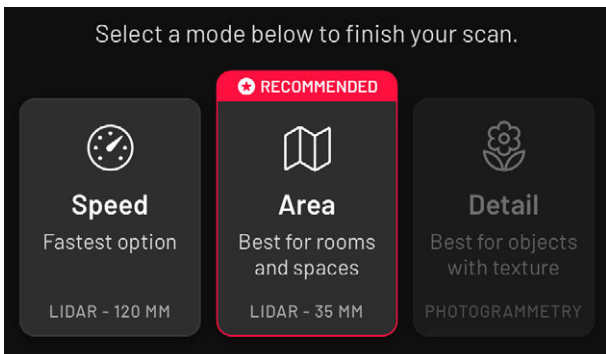 Select a mode below to finish your scan.
RECOMMENDED
Speed
Fastest option
LIDAR - 120 MM
Area
Best for rooms
and spaces
LIDAR - 35 MM
Detail
Best for objects
with texture
PHOTOGRAMMETRY